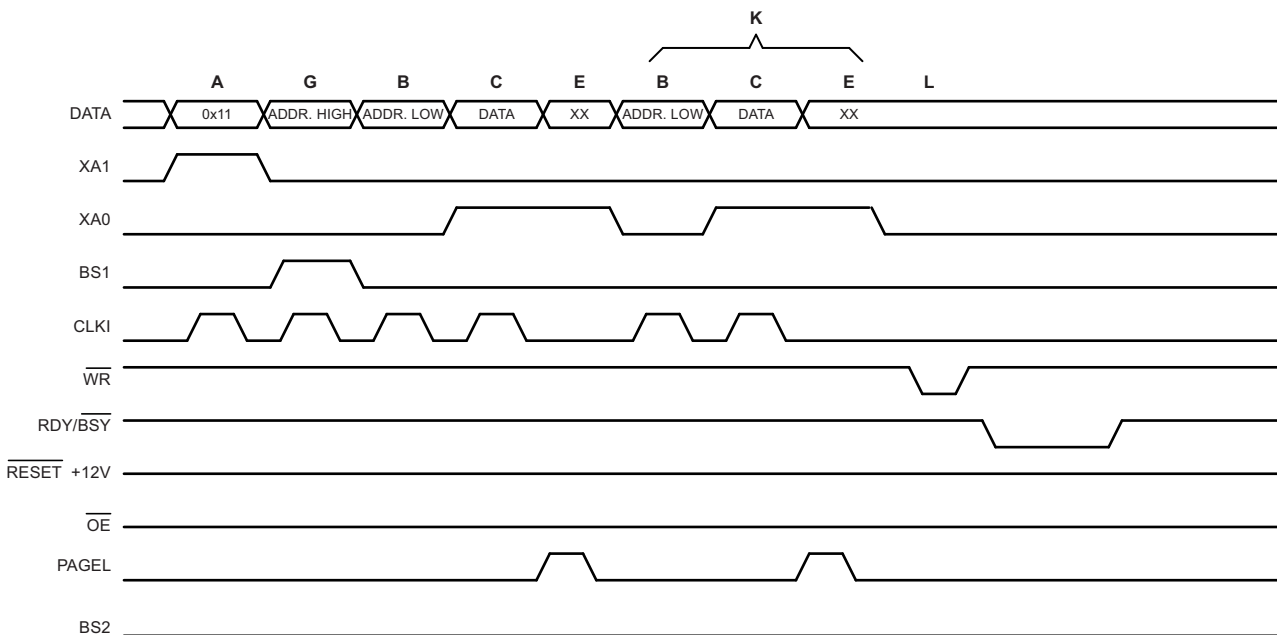 K
A G B C E B C E L
DATA 0x11 ADDR. HIGH ADDR. LOW DATA XX ADDR. LOW DATA XX
XA1
XA0
BS1
CLKI
WR
RDY/BSY
RESET +12V
OE
PAGEL
BS2